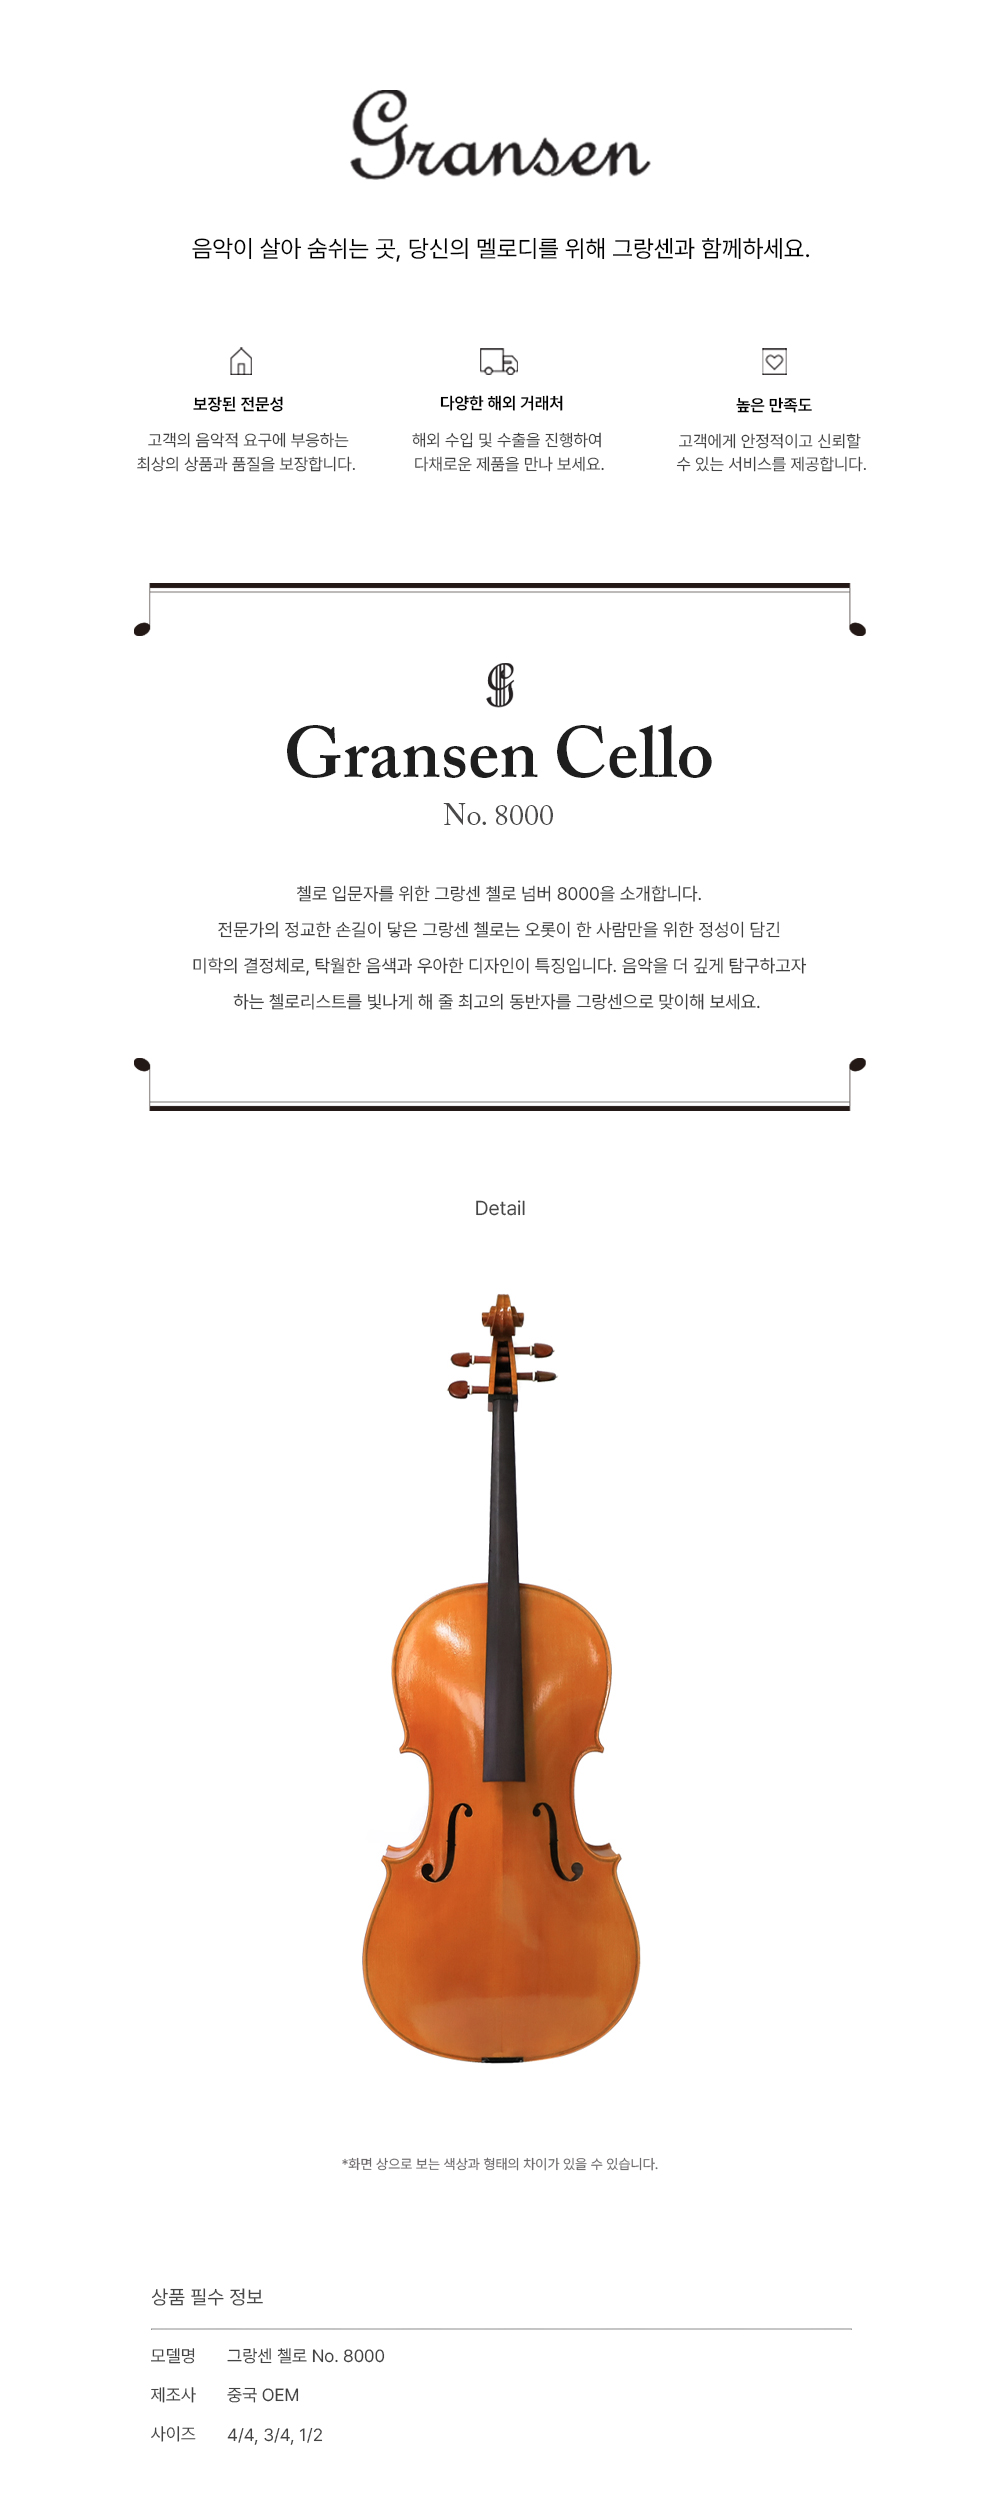 Gransen
음악이 살아 숨쉬는 곳, 당신의 멜로디를 위해 그랑센과 함께하세요.
보장된 전문성
고객의 음악적 요구에 부응하는
최상의 상품과 품질을 보장합니다.
다양한 해외 거래처
해외 수입 및 수출을 진행하여
다채로운 제품을 만나 보세요.
높은 만족도
고객에게 안정적이고 신뢰할
수 있는 서비스를 제공합니다.
Gransen Cello
No. 8000
첼로 입문자를 위한 그랑센 첼로 넘버 8000을 소개합니다.
전문가의 정교한 손길이 닿은 그랑센 첼로는 오롯이 한 사람만을 위한 정성이 담긴
미학의 결정체로, 탁월한 음색과 우아한 디자인이 특징입니다. 음악을 더 깊게 탐구하고자
하는 첼로리스트를 빛나게 해 줄 최고의 동반자를 그랑센으로 맞이해 보세요.
Detail
*화면 상으로 보는 색상과 형태의 차이가 있을 수 있습니다.
상품 필수 정보
모델명 그랑센 첼로 No. 8000
제조사 중국 OEM
사이즈 4/4, 3/4, 1/2